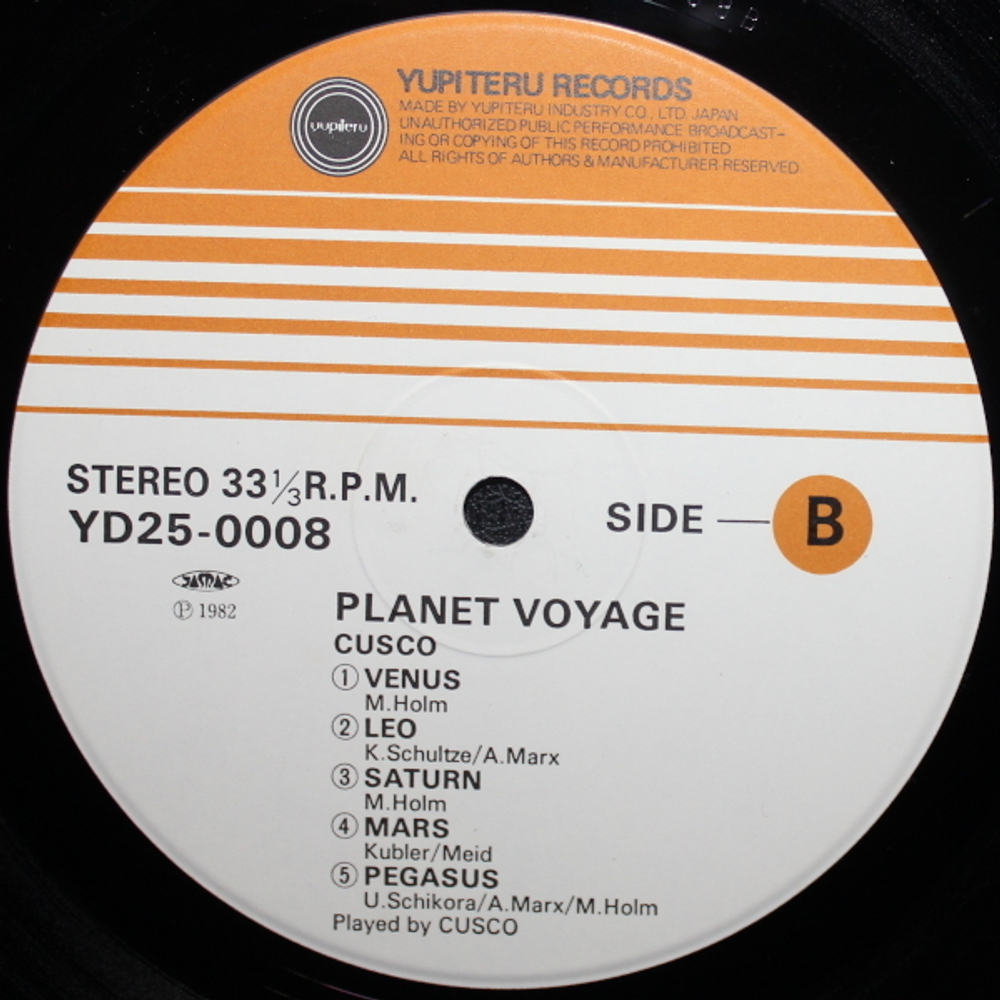 YUPITERU RECORDS
MADE BY YUPITERU INDUSTRY CO., LTD. JAPAN
UNAUTHORIZED PUBLIC PERFORMANCE BROADCAST-
ING OR COPYING OF THIS RECORD PROHIBITED
ALL RIGHTS OF AUTHORS & MANUFACTURER RESERVED
yupiteru
STEREO 33⅓R.P.M.
YD25-0008
SIDE — B
JASRAC
Ⓟ 1982
PLANET VOYAGE
CUSCO
① VENUS
M.Holm
② LEO
K.Schultze/A.Marx
③ SATURN
M.Holm
④ MARS
Kubler/Meid
⑤ PEGASUS
U.Schikora/A.Marx/M.Holm
Played by CUSCO